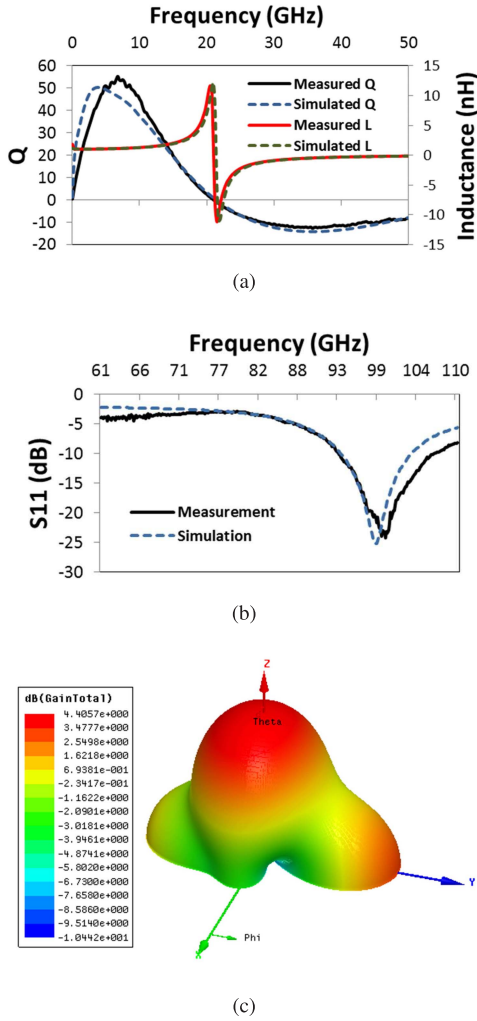 Frequency (GHz)
0 10 20 30 40 50
60 50 40 30 20 10 0 -10 -20
Q
Measured Q
Simulated Q
Measured L
Simulated L
15 10 5 0 -5 -10 -15
Inductance (nH)
(a)
Frequency (GHz)
61 66 71 77 82 88 93 99 104 110
0 -5 -10 -15 -20 -25 -30
S11 (dB)
Measurement
Simulation
(b)
dB(GainTotal)
4.4057e+000
3.4777e+000
2.5498e+000
1.6218e+000
6.9381e-001
-2.3417e-001
-1.1622e+000
-2.0901e+000
-3.0181e+000
-3.9461e+000
-4.8741e+000
-5.8020e+000
-6.7300e+000
-7.6580e+000
-8.5860e+000
-9.5140e+000
-1.0442e+001
Z
Theta
Y
X
Phi
(c)